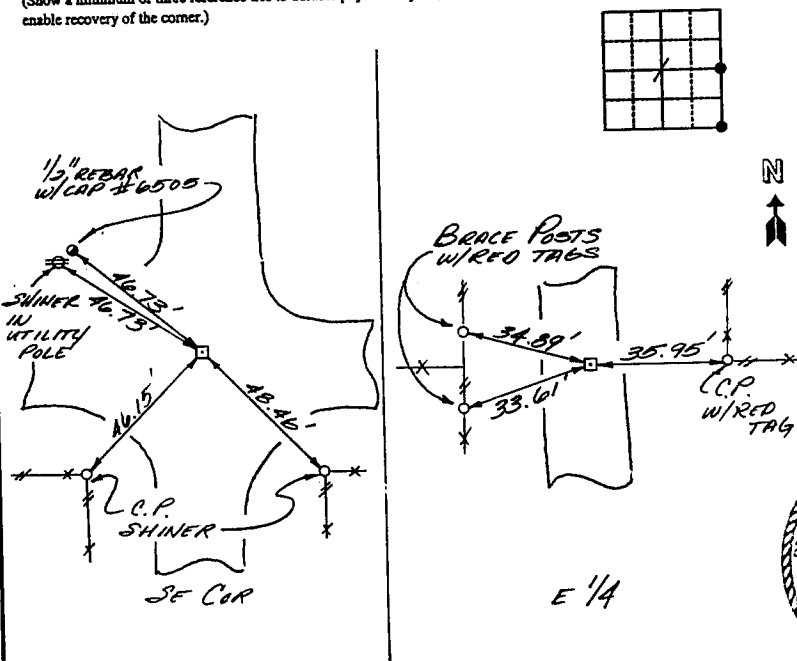 enable recovery of the corner.)
N
1/2" REBAR
W/CAP #6505
46.73'
46.73'
SHINER
IN
UTILITY
POLE
46.15'
48.46'
C.P.
SHINER
SE COR
BRACE POSTS
W/RED TAGS
34.89'
33.61'
35.95'
C.P.
W/RED
TAG
E 1/4